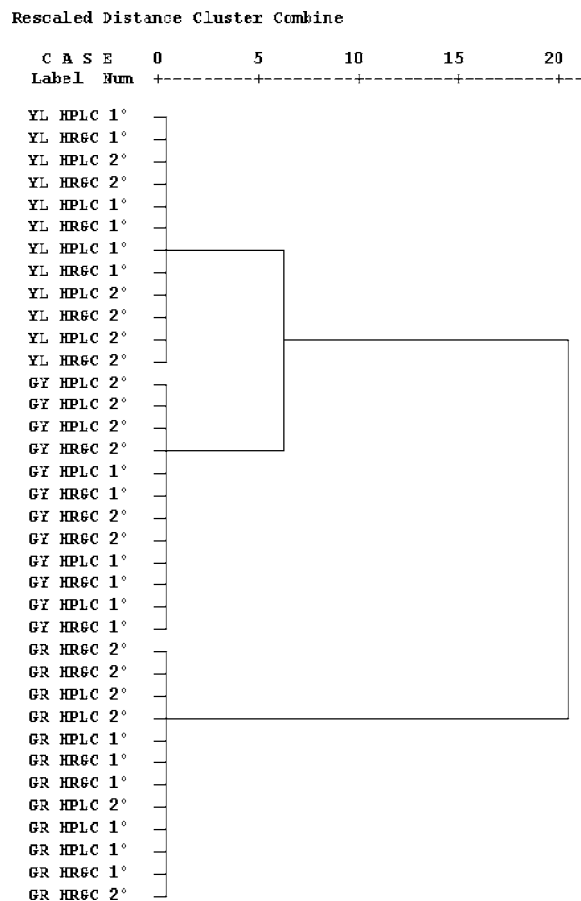 Rescaled Distance Cluster Combine
C A S E 0 5 10 15 20
Label Num
YL HPLC 1°
YL HRGC 1°
YL HPLC 2°
YL HRGC 2°
YL HPLC 1°
YL HRGC 1°
YL HPLC 1°
YL HRGC 1°
YL HPLC 2°
YL HRGC 2°
YL HPLC 2°
YL HRGC 2°
GY HPLC 2°
GY HPLC 2°
GY HPLC 2°
GY HRGC 2°
GY HPLC 1°
GY HRGC 1°
GY HRGC 2°
GY HRGC 2°
GY HPLC 1°
GY HRGC 1°
GY HPLC 1°
GY HRGC 1°
GR HRGC 2°
GR HRGC 2°
GR HPLC 2°
GR HPLC 2°
GR HPLC 1°
GR HRGC 1°
GR HRGC 1°
GR HPLC 2°
GR HPLC 1°
GR HPLC 1°
GR HRGC 1°
GR HRGC 2°